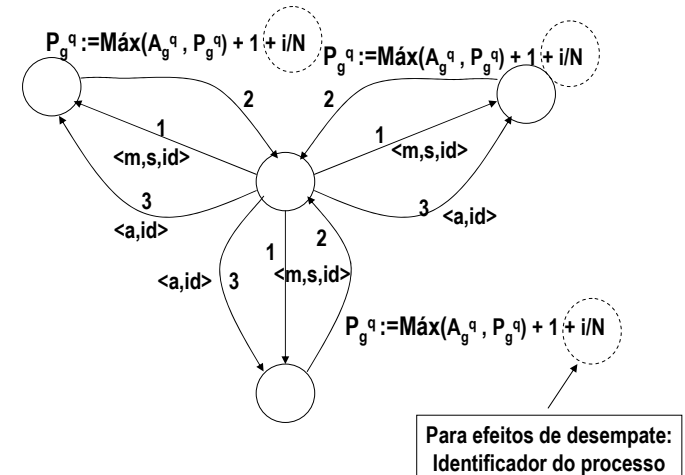 P_g^q :=Máx(A_g^q , P_g^q) + 1 + i/N
P_g^q :=Máx(A_g^q , P_g^q) + 1 + i/N
2
2
1
<m,s,id>
1
<m,s,id>
3
<a,id>
3
<a,id>
<a,id>
3
1
<m,s,id>
2
P_g^q :=Máx(A_g^q , P_g^q) + 1 + i/N
Para efeitos de desempate:
Identificador do processo